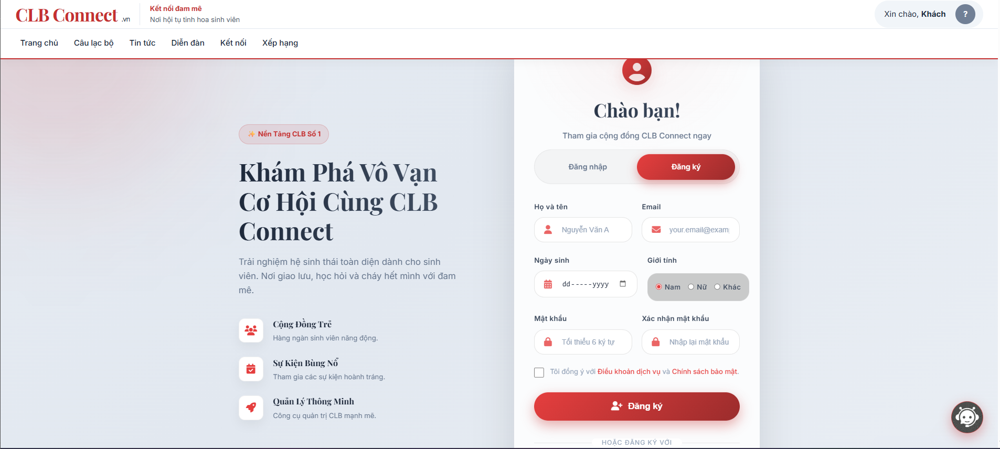 CLB Connect .vn
Kết nối đam mê
Nơi hội tụ tinh hoa sinh viên
Xin chào, Khách ?
Trang chủ Câu lạc bộ Tin tức Diễn đàn Kết nối Xếp hạng
✨ Nền Tảng CLB Số 1
Khám Phá Vô Vạn
Cơ Hội Cùng CLB
Connect
Trải nghiệm hệ sinh thái toàn diện dành cho sinh
viên. Nơi giao lưu, học hỏi và cháy hết mình với đam
mê.
Cộng Đồng Trẻ
Hàng ngàn sinh viên năng động.
Sự Kiện Bùng Nổ
Tham gia các sự kiện hoành tráng.
Quản Lý Thông Minh
Công cụ quản trị CLB mạnh mẽ.
Chào bạn!
Tham gia cộng đồng CLB Connect ngay
Đăng nhập Đăng ký
Họ và tên Email
Nguyễn Văn A your.email@exam
Ngày sinh Giới tính
dd-----yyyy Nam Nữ Khác
Mật khẩu Xác nhận mật khẩu
Tối thiểu 6 ký tự Nhập lại mật khẩu
Tôi đồng ý với Điều khoản dịch vụ và Chính sách bảo mật.
Đăng ký
HOẶC ĐĂNG KÝ VỚI